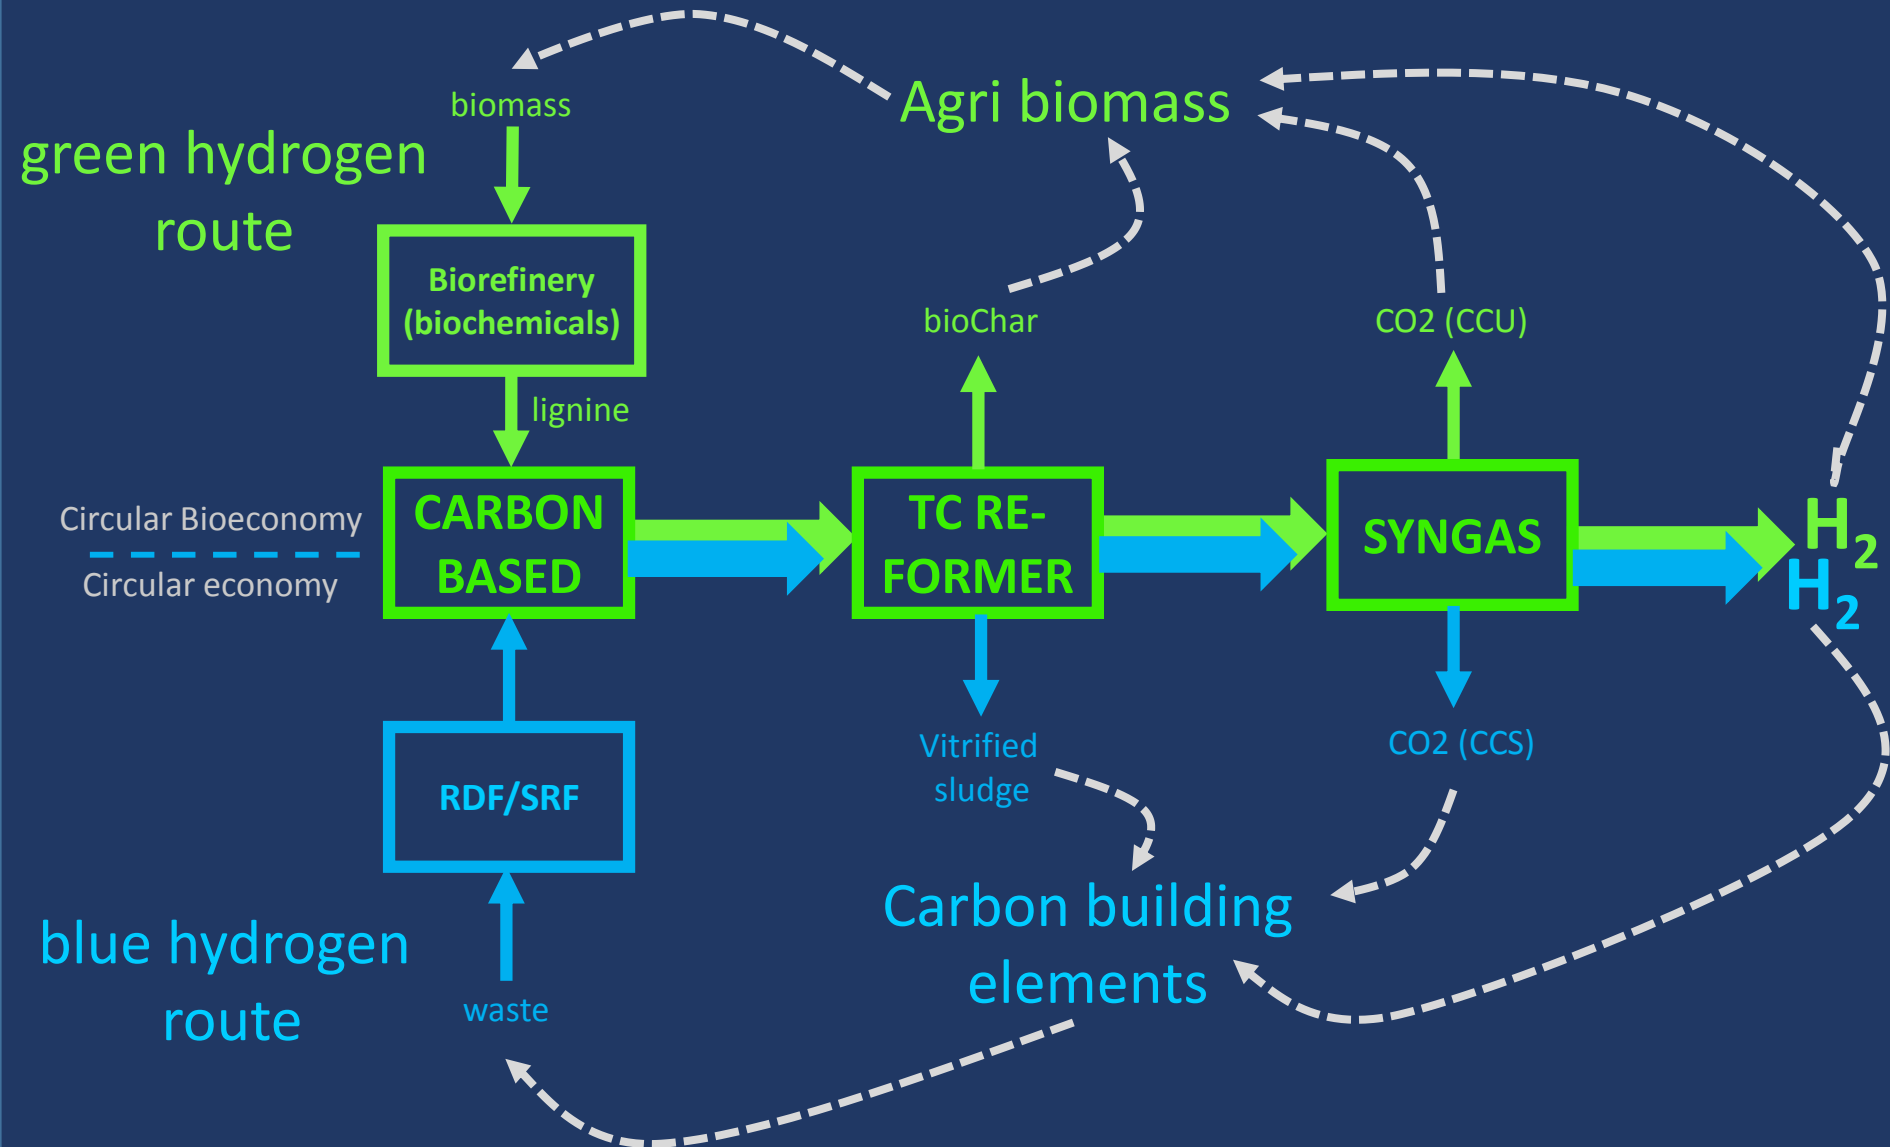 biomass
Agri biomass
green hydrogen
route
Biorefinery
(biochemicals)
bioChar
CO2 (CCU)
lignine
Circular Bioeconomy
Circular economy
CARBON
BASED
TC RE-
FORMER
SYNGAS
H2
H2
Vitrified
sludge
CO2 (CCS)
RDF/SRF
Carbon building
elements
blue hydrogen
route
waste